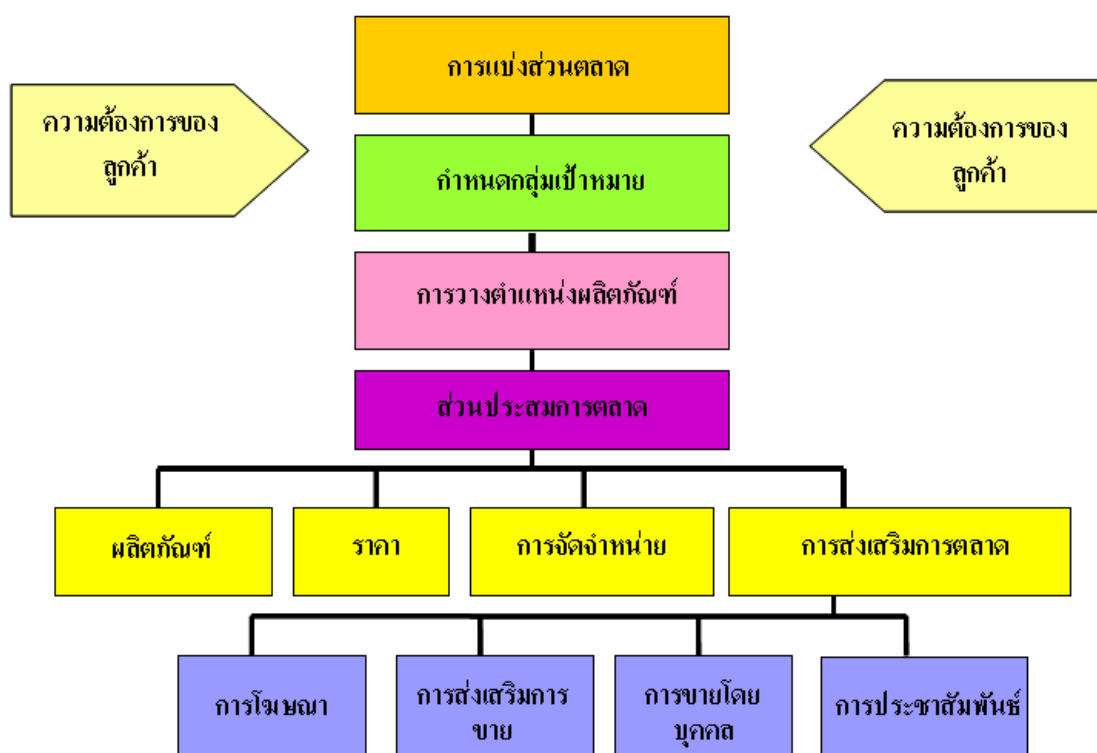 การแบ่งส่วนตลาด
ความต้องการของ
ลูกค้า
ความต้องการของ
ลูกค้า
กำหนดกลุ่มเป้าหมาย
การวางตำแหน่งผลิตภัณฑ์
ส่วนประสมการตลาด
ผลิตภัณฑ์
ราคา
การจัดจำหน่าย
การส่งเสริมการตลาด
การโฆษณา
การส่งเสริมการ
ขาย
การขายโดย
บุคคล
การประชาสัมพันธ์